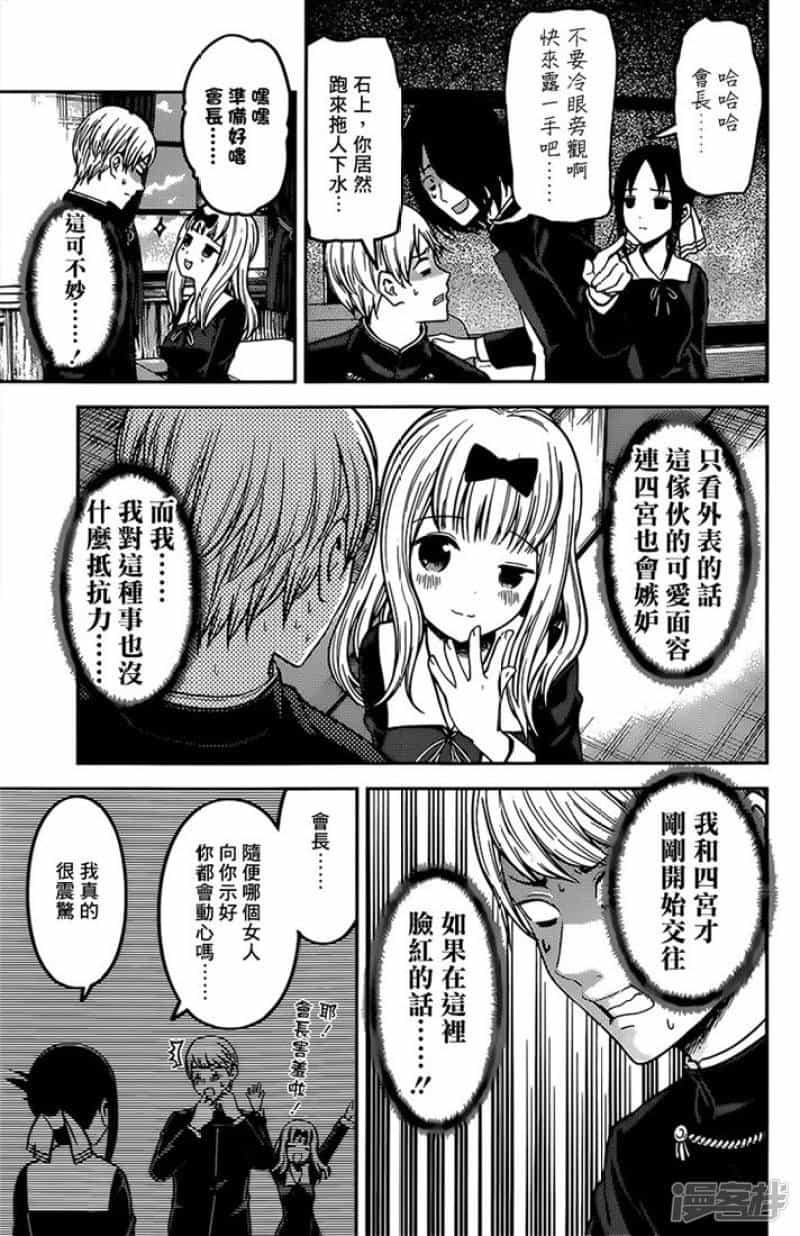 哈哈哈
會長……
不要冷眼旁觀啊
快來露一手吧……
石上，你居然
跑來拖人下水…
嘿嘿
準備好嘍
會長……
這可不妙……！
只看外表的話
這傢伙的可愛面容
連四宮也會嫉妒
而我……
我對這種事也沒
什麼抵抗力……
我和四宮才
剛剛開始交往
如果在這裡
臉紅的話……！！
會長……
隨便哪個女人
向你示好
你都會動心嗎……
耶！
會長害羞啦！
我真的
很震驚
漫客栈